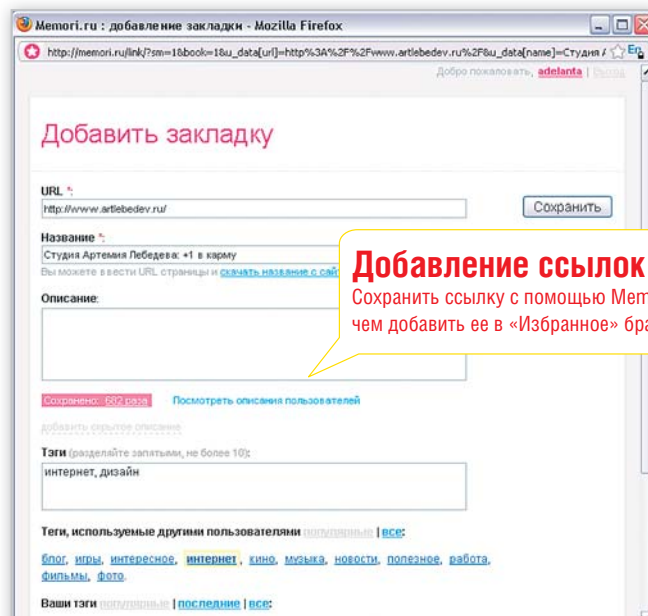 Memori.ru : добавление закладки - Mozilla Firefox
http://memori.ru/link/?sm=1&book=1&u_data[url]=http%3A%2F%2Fwww.artlebedev.ru%2F&u_data[name]=Студия
Добро пожаловать, adelanta | Выход
Добавить закладку
URL *:
http://www.artlebedev.ru/
Сохранить
Название *:
Студия Артемия Лебедева: +1 в карму
Вы можете ввести URL страницы и скачать название с сайт
Добавление ссылок
Сохранить ссылку с помощью Mem
чем добавить ее в «Избранное» бра
Описание:
Сохранено: 682 раза
Посмотреть описания пользователей
добавить скрытое описание
Тэги (разделяйте запятыми, не более 10):
интернет, дизайн
Теги, используемые другими пользователями популярные | все:
блог, игры, интересное, интернет, кино, музыка, новости, полезное, работа,
фильмы, фото.
Ваши тэги популярные | последние | все: